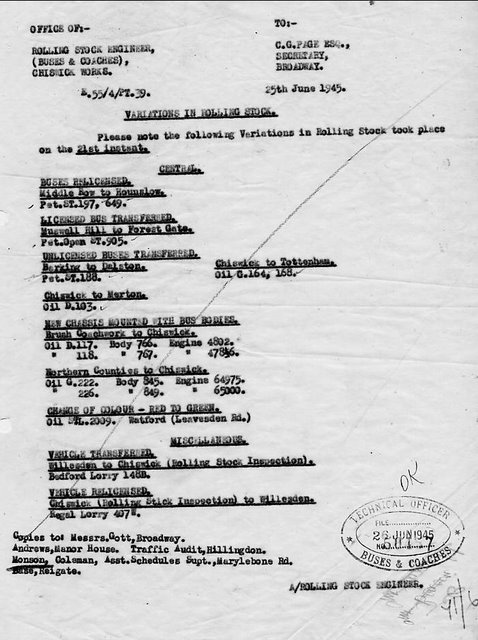 OFFICE OF:-
TO:-
ROLLING STOCK ENGINEER,
(BUSES & COACHES),
CHISWICK WORKS.
C.G.PAGE ESQ.,
SECRETARY,
BROADWAY.
E.55/4/PT.39.
25th June 1945.
VARIATIONS IN ROLLING STOCK.
Please note the following Variations in Rolling Stock took place
on the 21st instant.
CENTRAL.
BUSES RELICENSED.
Middle Row to Hounslow.
Pet.ST.197, 649.
LICENSED BUS TRANSFERRED.
Muswell Hill to Forest Gate.
Pet.Open ST.905.
UNLICENSED BUSES TRANSFERRED.
Barking to Dalston.
Pet.ST.188.
Chiswick to Tottenham.
Oil G.164, 168.
Chiswick to Merton.
Oil D.103.
NEW CHASSIS MOUNTED WITH BUS BODIES.
Brush Coachwork to Chiswick.
Oil D.117. Body 766. Engine 4802.
" 118. " 767. " 47846.
Northern Counties to Chiswick.
Oil G.222. Body 845. Engine 64975.
" 226. " 849. " 65000.
CHANGE OF COLOUR - RED TO GREEN.
Oil STL.2009. Watford (Leavesden Rd.)
MISCELLANEOUS.
VEHICLE TRANSFERRED.
Willesden to Chiswick (Rolling Stock Inspection).
Bedford Lorry 148B.
VEHICLE RELICENSED.
Chiswick (Rolling Stick Inspection) to Willesden.
Regal Lorry 407
OK
TECHNICAL OFFICER
FILE
26 JUN 1945
No.
BUSES & COACHES
Copies to: Messrs.Cott,Broadway.
Andrews,Manor House. Traffic Audit,Hillingdon.
Monson, Coleman, Asst.Schedules Supt.,Marylebone Rd.
Base,Reigate.
A/ROLLING STOCK ENGINEER.